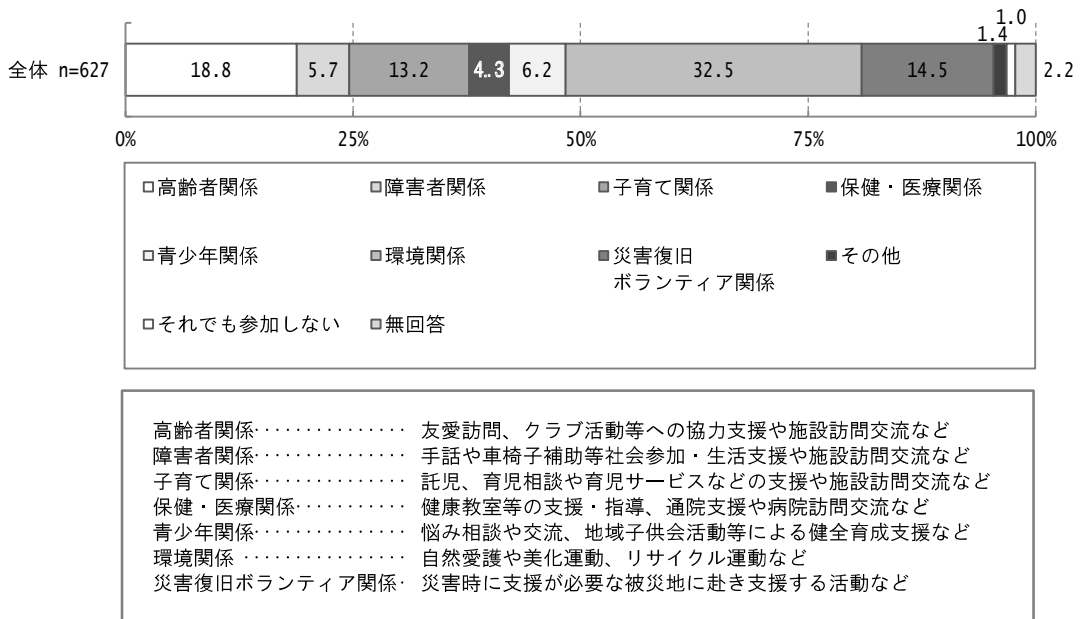 1.0
1.4
全体 n=627 18.8 5.7 13.2 4..3 6.2 32.5 14.5 2.2
0% 25% 50% 75% 100%
高齢者関係 障害者関係 子育て関係 保健・医療関係
青少年関係 環境関係 災害復旧 その他
ボランティア関係
それでも参加しない 無回答
高齢者関係・・・・・・・・・・・・・・・ 友愛訪問、クラブ活動等への協力支援や施設訪問交流など
障害者関係・・・・・・・・・・・・・・・ 手話や車椅子補助等社会参加・生活支援や施設訪問交流など
子育て関係・・・・・・・・・・・・・・・ 託児、育児相談や育児サービスなどの支援や施設訪問交流など
保健・医療関係・・・・・・・・・・・ 健康教室等の支援・指導、通院支援や病院訪問交流など
青少年関係・・・・・・・・・・・・・・・ 悩み相談や交流、地域子供会活動等による健全育成支援など
環境関係 ・・・・・・・・・・・・・・・・ 自然愛護や美化運動、リサイクル運動など
災害復旧ボランティア関係・ 災害時に支援が必要な被災地に赴き支援する活動など